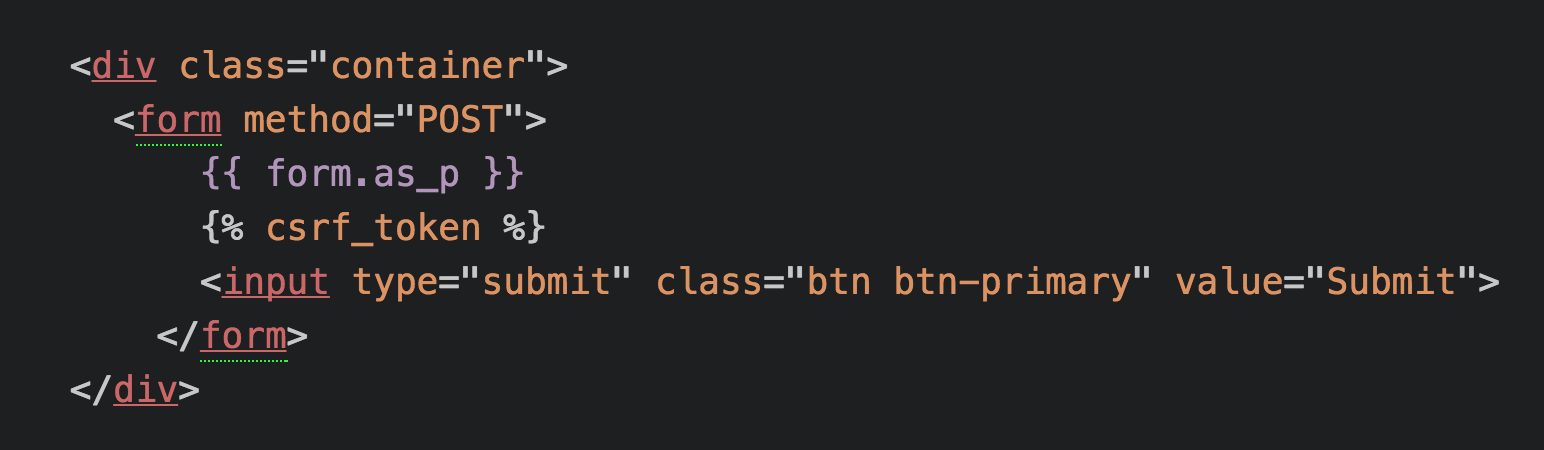 <div class="container">
<form method="POST">
{{ form.as_p }}
{% csrf_token %}
<input type="submit" class="btn btn-primary" value="Submit">
</form>
</div>